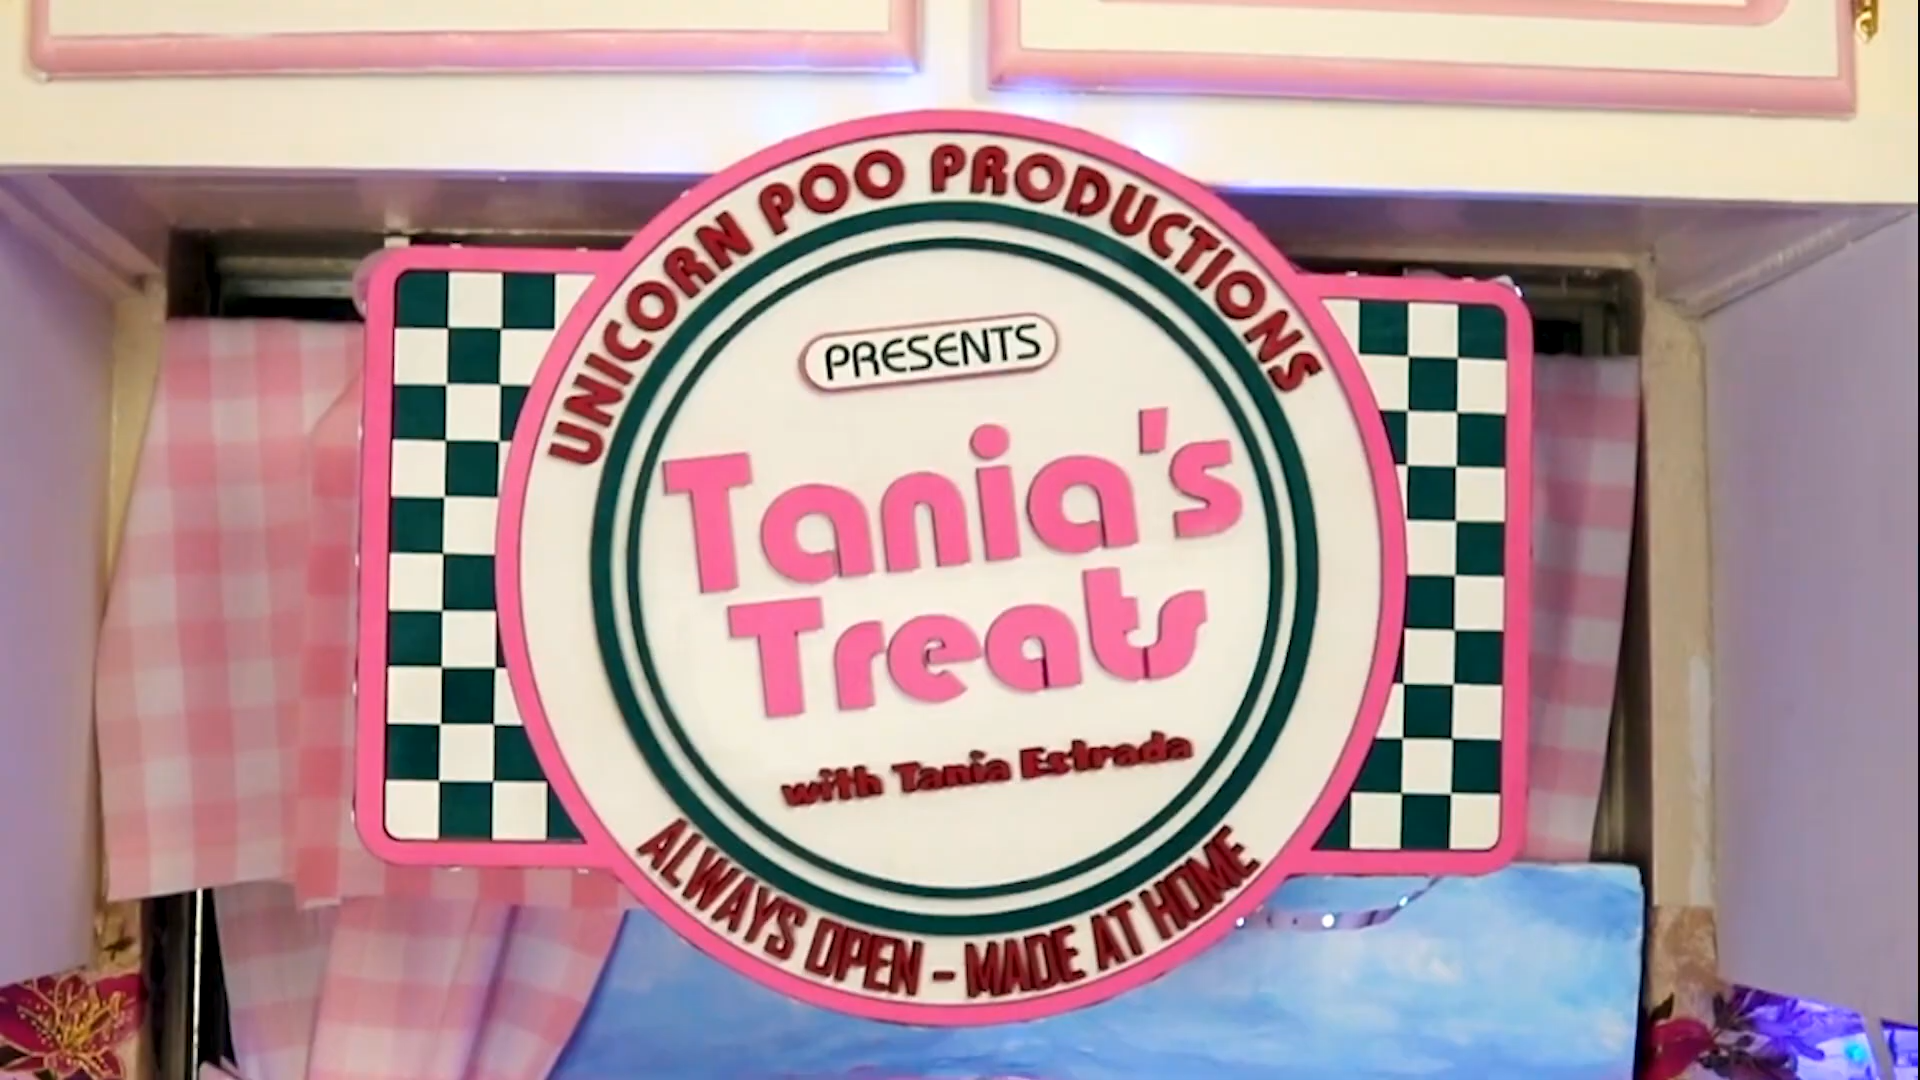 UNICORN POO PRODUCTIONS
PRESENTS
Tania's
Treats
with Tania Estrada
ALWAYS OPEN - MADE AT HOME